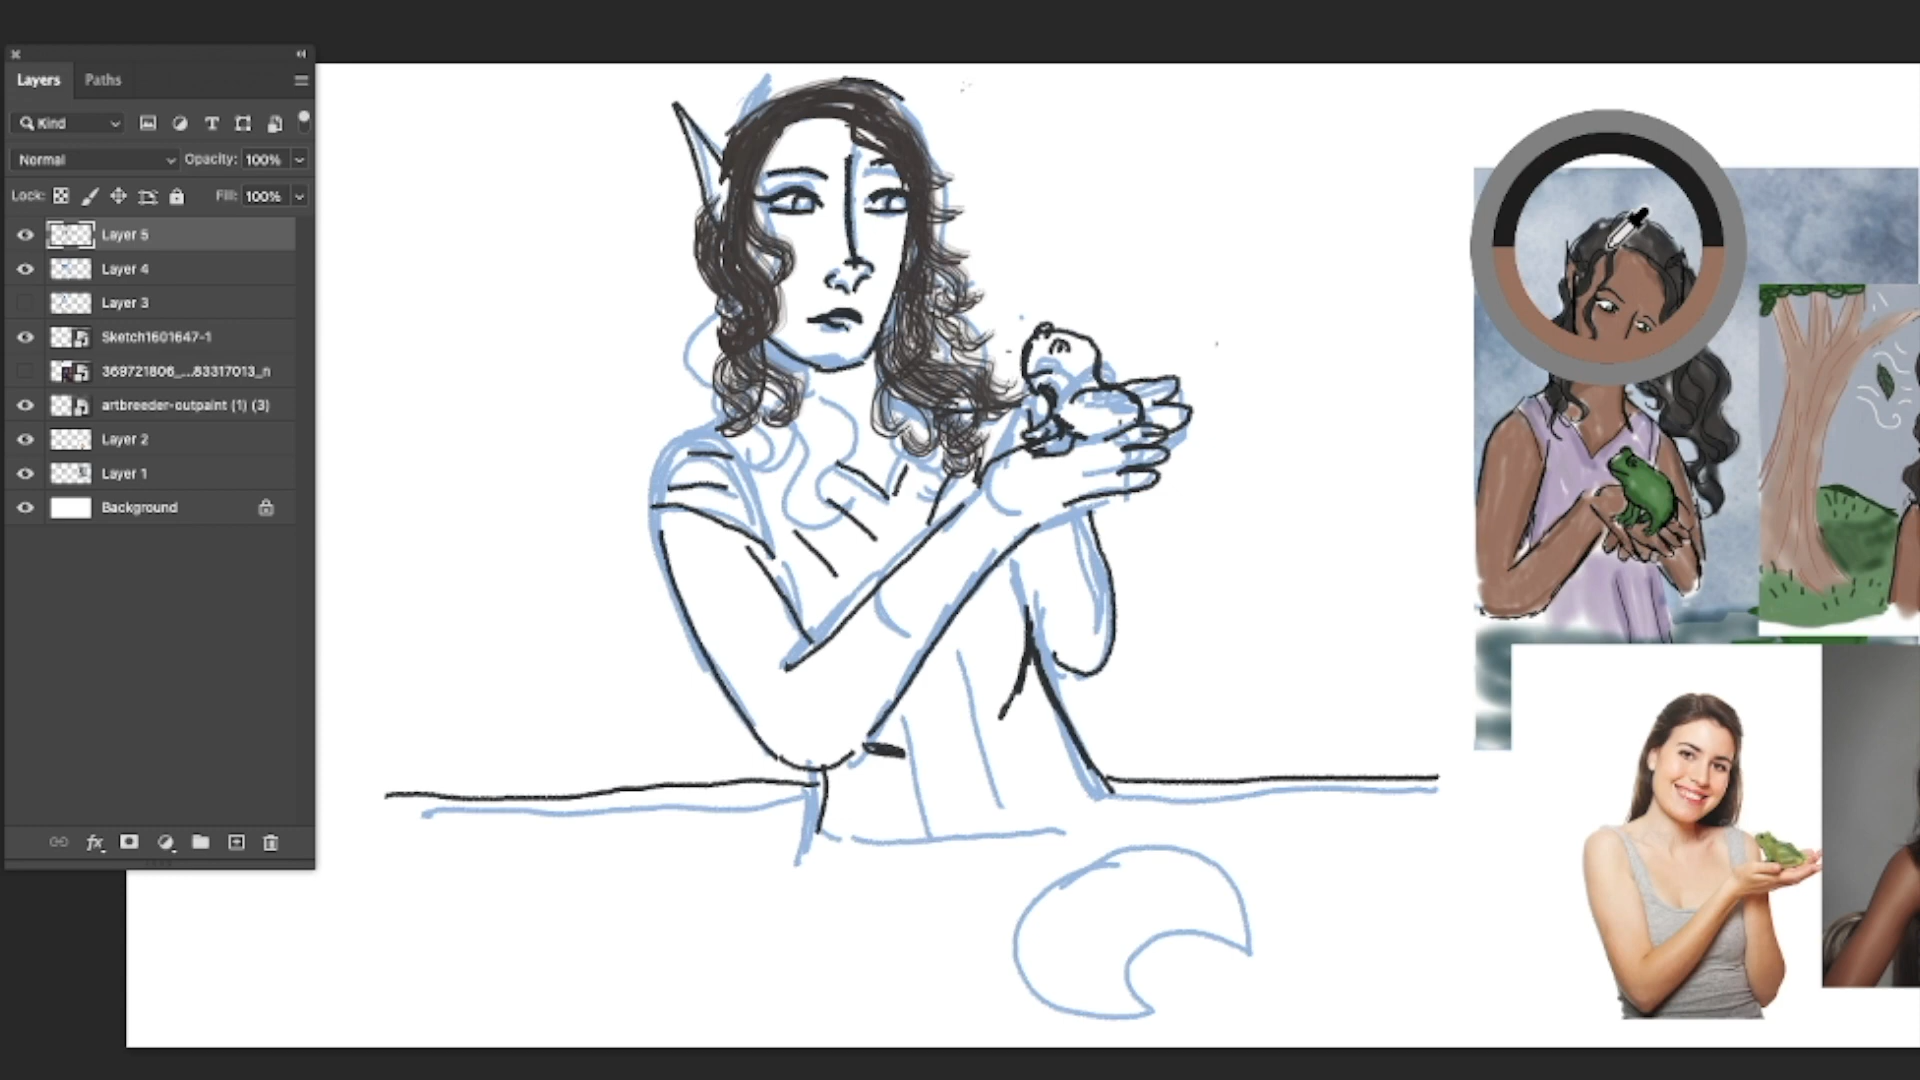 Layers Paths
Kind
Normal Opacity: 100%
Lock: Fill: 100%
Layer 5
Layer 4
Layer 3
Sketch1601647-1
369721806_...83317013_n
artbreeder-outpaint (1) (3)
Layer 2
Layer 1
Background